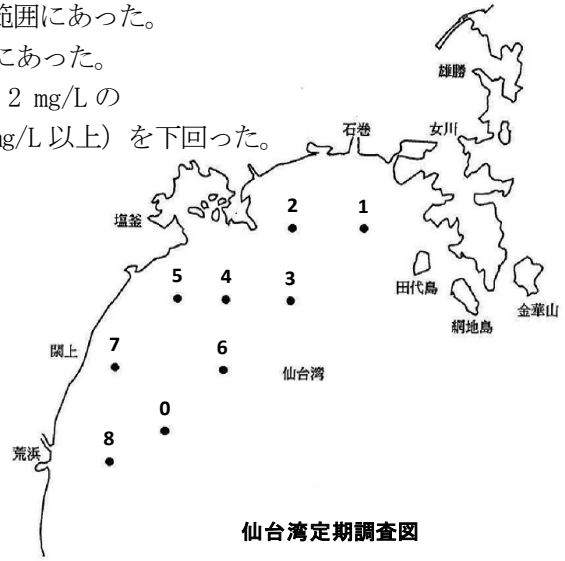 範囲にあった。
にあった。
2 mg/L の
mg/L 以上）を下回った。
雄勝
石巻
女川
塩釜
2
1
田代島
網地島
金華山
5
4
3
閖上
7
6
仙台湾
0
荒浜
8
仙台湾定期調査図